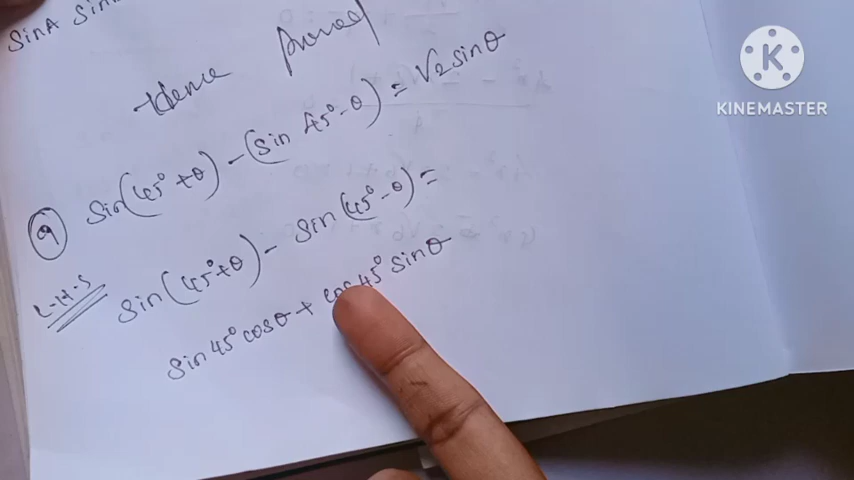 SinA Sin
Hence proved
9 Sin(45° + θ) - (Sin 45° - θ) = √2 sinθ
L-H-S Sin(45° + θ) - Sin(45° - θ) =
Sin 45° cosθ + cos 45° Sinθ
K
KINEMASTER